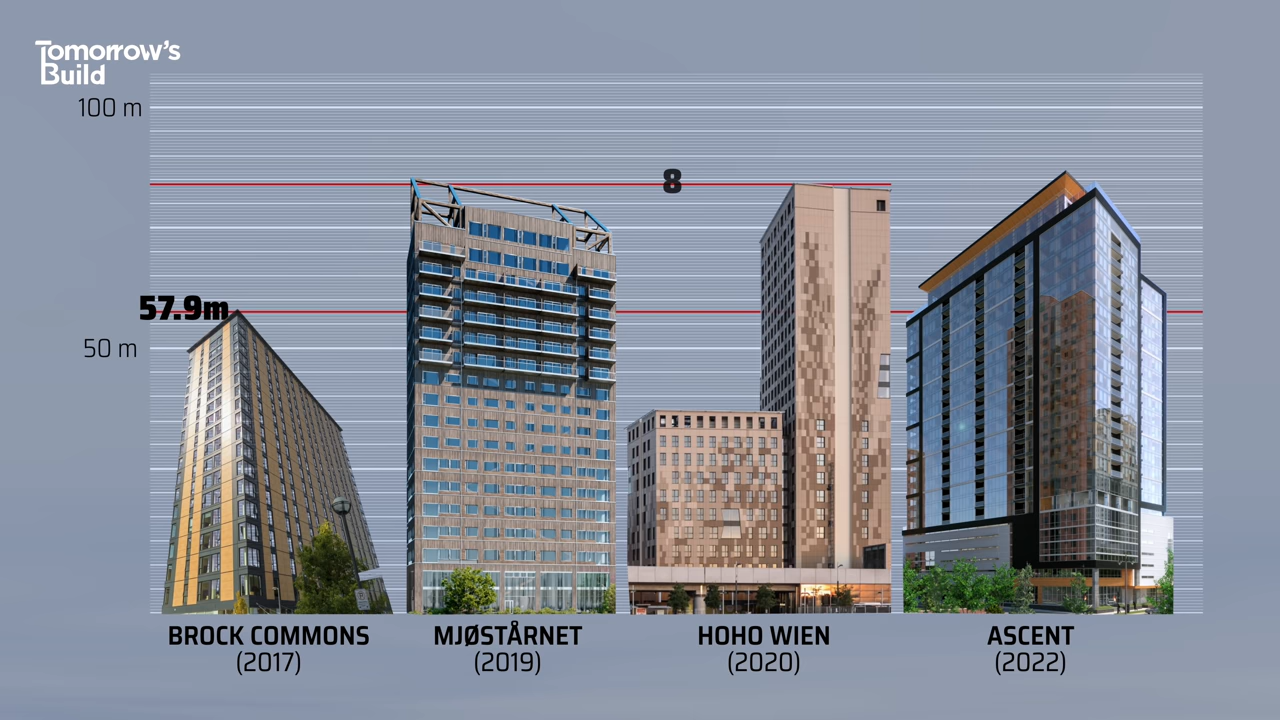 Tomorrow's
Build
100 m
8
57.9m
50 m
BROCK COMMONS
(2017)
MJØSTÅRNET
(2019)
HOHO WIEN
(2020)
ASCENT
(2022)